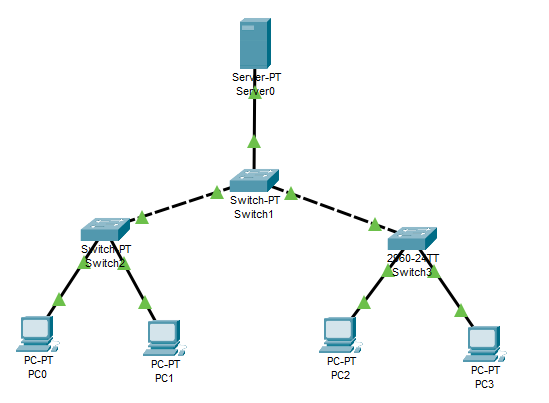 Server-PT
Server0
Switch-PT
Switch1
Switch-PT
Switch2
2960-24TT
Switch3
PC-PT
PC0
PC-PT
PC1
PC-PT
PC2
PC-PT
PC3